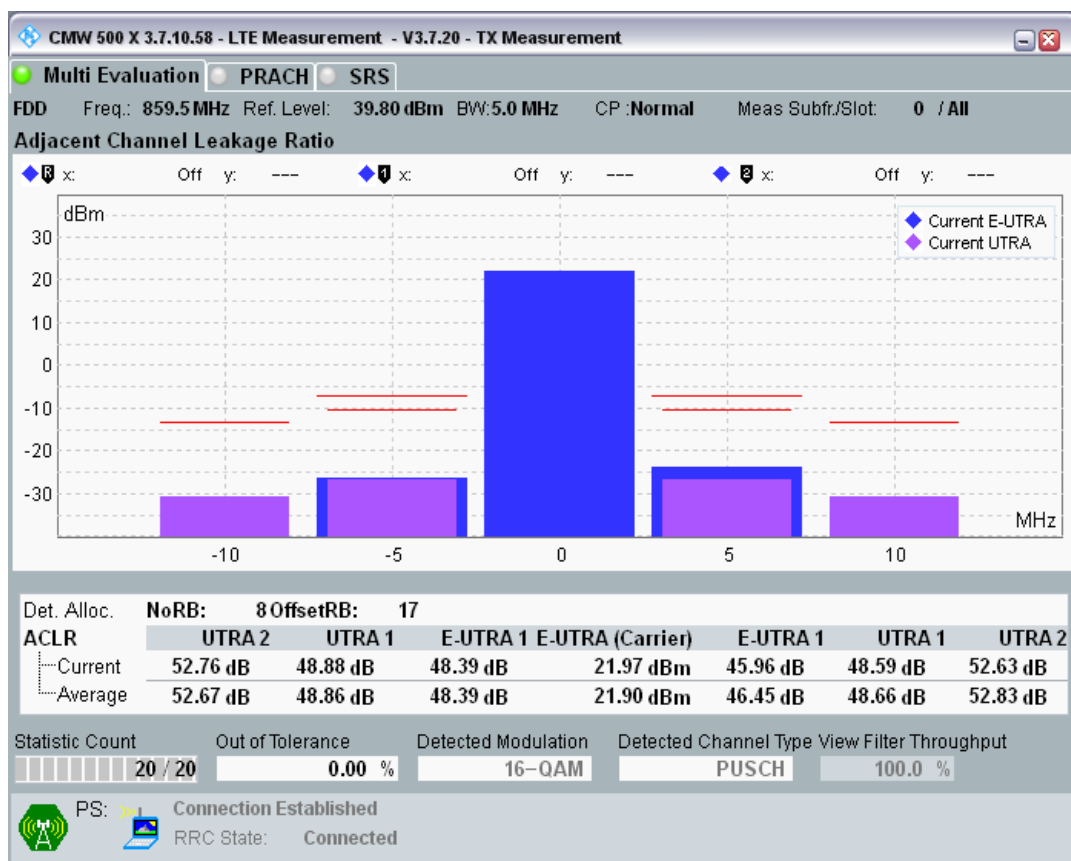 CMW 500 X 3.7.10.58 - LTE Measurement - V3.7.20 - TX Measurement
Multi Evaluation PRACH SRS
FDD Freq.: 859.5 MHz Ref. Level: 39.80 dBm BW:5.0 MHz CP :Normal Meas Subfr./Slot: 0 / All
Adjacent Channel Leakage Ratio
R x: Off y: --- 1 x: Off y: --- 2 x: Off y: ---
dBm
Current E-UTRA
Current UTRA
30
20
10
0
-10
-20
-30
MHz
-10 -5 0 5 10
Det. Alloc. NoRB: 8 OffsetRB: 17
ACLR UTRA 2 UTRA 1 E-UTRA 1 E-UTRA (Carrier) E-UTRA 1 UTRA 1 UTRA 2
Current 52.76 dB 48.88 dB 48.39 dB 21.97 dBm 45.96 dB 48.59 dB 52.63 dB
Average 52.67 dB 48.86 dB 48.39 dB 21.90 dBm 46.45 dB 48.66 dB 52.83 dB
Statistic Count Out of Tolerance Detected Modulation Detected Channel Type View Filter Throughput
20 / 20 0.00 % 16-QAM PUSCH 100.0 %
PS: Connection Established
RRC State: Connected